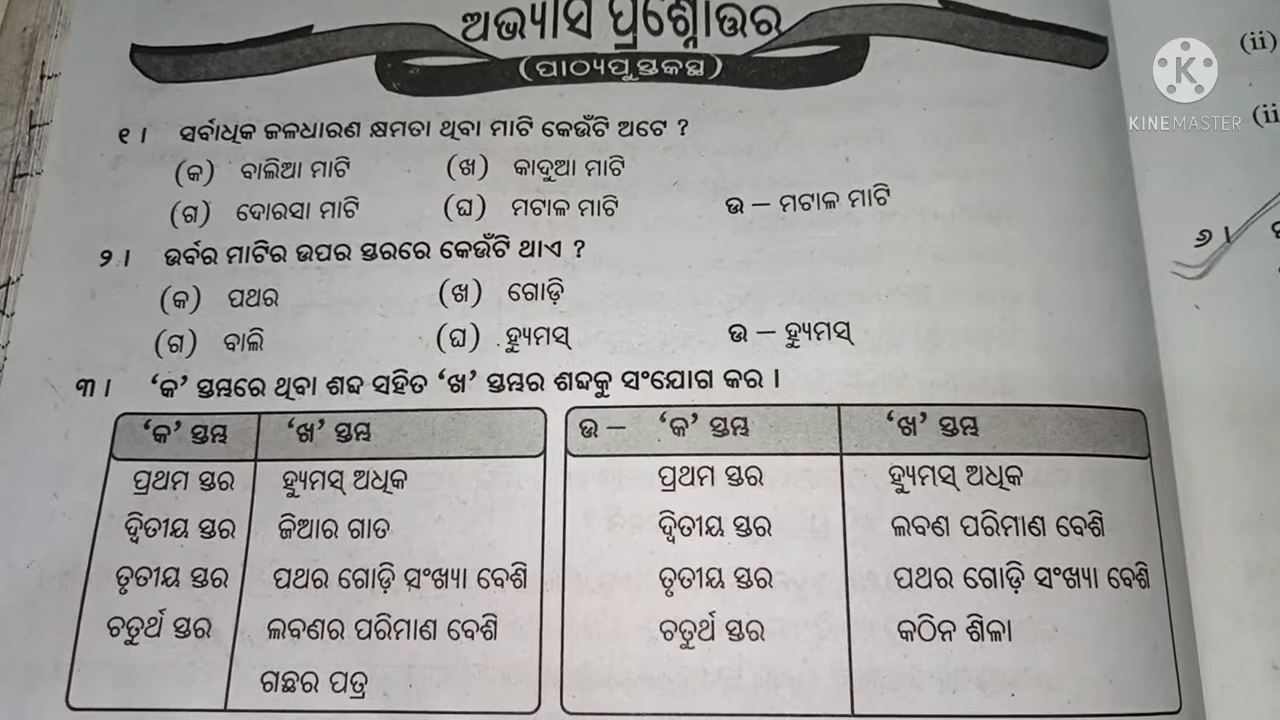 ଅଭ୍ୟାସ ପ୍ରଶ୍ନୋତ୍ତର
(ପାଠ୍ୟପୁସ୍ତକସ୍ଥ)
୧। ସର୍ବାଧିକ ଜଳଧାରଣ କ୍ଷମତା ଥିବା ମାଟି କେଉଁଟି ଅଟେ ?
(କ) ବାଲିଆ ମାଟି (ଖ) କାଦୁଆ ମାଟି
(ଗ) ଦୋରସା ମାଟି (ଘ) ମଟାଳ ମାଟି ଉ – ମଟାଳ ମାଟି
୨। ଉର୍ବର ମାଟିର ଉପର ସ୍ତରରେ କେଉଁଟି ଥାଏ ?
(କ) ପଥର (ଖ) ଗୋଡ଼ି
(ଗ) ବାଲି (ଘ) ହ୍ୟୁମସ୍ ଉ – ହ୍ୟୁମସ୍
୩। ‘କ’ ସ୍ତମ୍ଭରେ ଥିବା ଶବ୍ଦ ସହିତ ‘ଖ’ ସ୍ତମ୍ଭର ଶବ୍ଦକୁ ସଂଯୋଗ କର ।
‘କ’ ସ୍ତମ୍ଭ ‘ଖ’ ସ୍ତମ୍ଭ
ପ୍ରଥମ ସ୍ତର ହ୍ୟୁମସ୍ ଅଧିକ
ଦ୍ୱିତୀୟ ସ୍ତର ଜିଆର ଗାତ
ତୃତୀୟ ସ୍ତର ପଥର ଗୋଡ଼ି ସଂଖ୍ୟା ବେଶି
ଚତୁର୍ଥ ସ୍ତର ଲବଣର ପରିମାଣ ବେଶି
ଗଛର ପତ୍ର
ଉ – ‘କ’ ସ୍ତମ୍ଭ ‘ଖ’ ସ୍ତମ୍ଭ
ପ୍ରଥମ ସ୍ତର ହ୍ୟୁମସ୍ ଅଧିକ
ଦ୍ୱିତୀୟ ସ୍ତର ଲବଣ ପରିମାଣ ବେଶି
ତୃତୀୟ ସ୍ତର ପଥର ଗୋଡ଼ି ସଂଖ୍ୟା ବେଶି
ଚତୁର୍ଥ ସ୍ତର କଠିନ ଶିଳା
(ii)
୬।
K
KINEMASTER